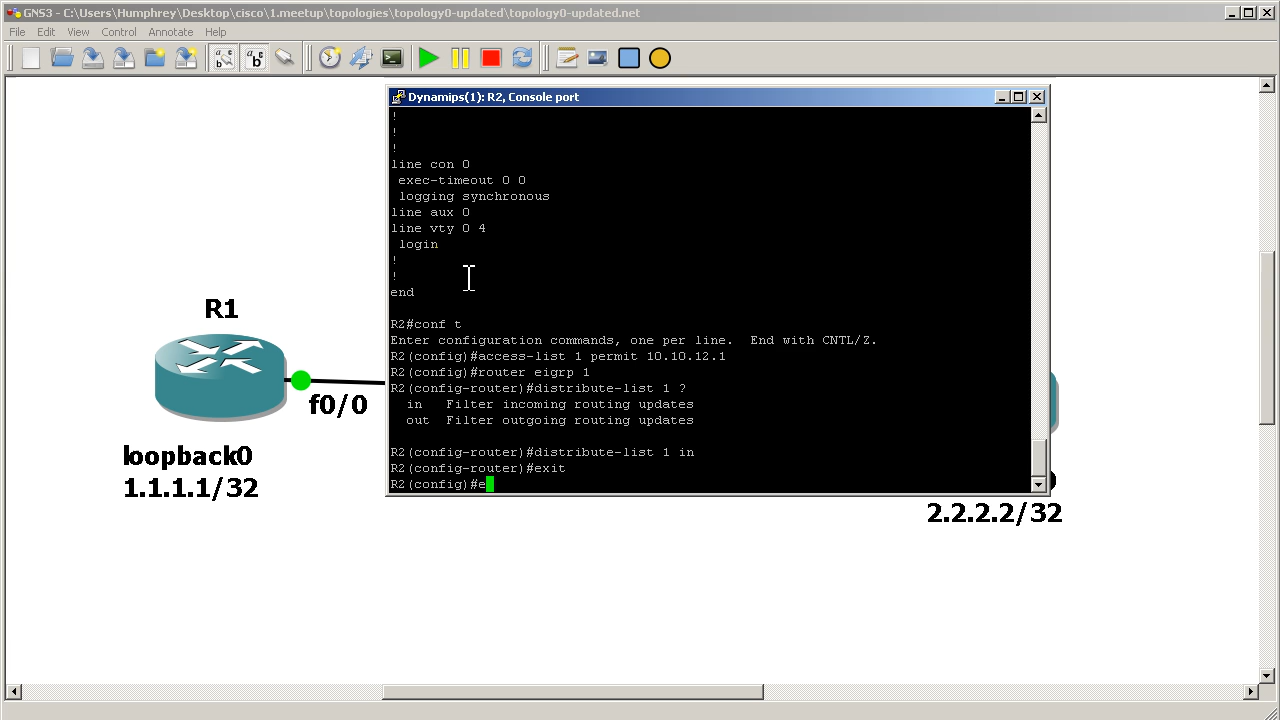 GNS3 - C:\Users\Humphrey\Desktop\cisco\1.meetup\topologies\topology0-updated\topology0-updated.net
File Edit View Control Annotate Help
Dynamips(1): R2, Console port
!
!
!
line con 0
exec-timeout 0 0
logging synchronous
line aux 0
line vty 0 4
login
!
!
end
R2#conf t
Enter configuration commands, one per line. End with CNTL/Z.
R2(config)#access-list 1 permit 10.10.12.1
R2(config)#router eigrp 1
R2(config-router)#distribute-list 1 ?
in Filter incoming routing updates
out Filter outgoing routing updates
R2(config-router)#distribute-list 1 in
R2(config-router)#exit
R2(config)#e
R1
f0/0
loopback0
1.1.1.1/32
2.2.2.2/32